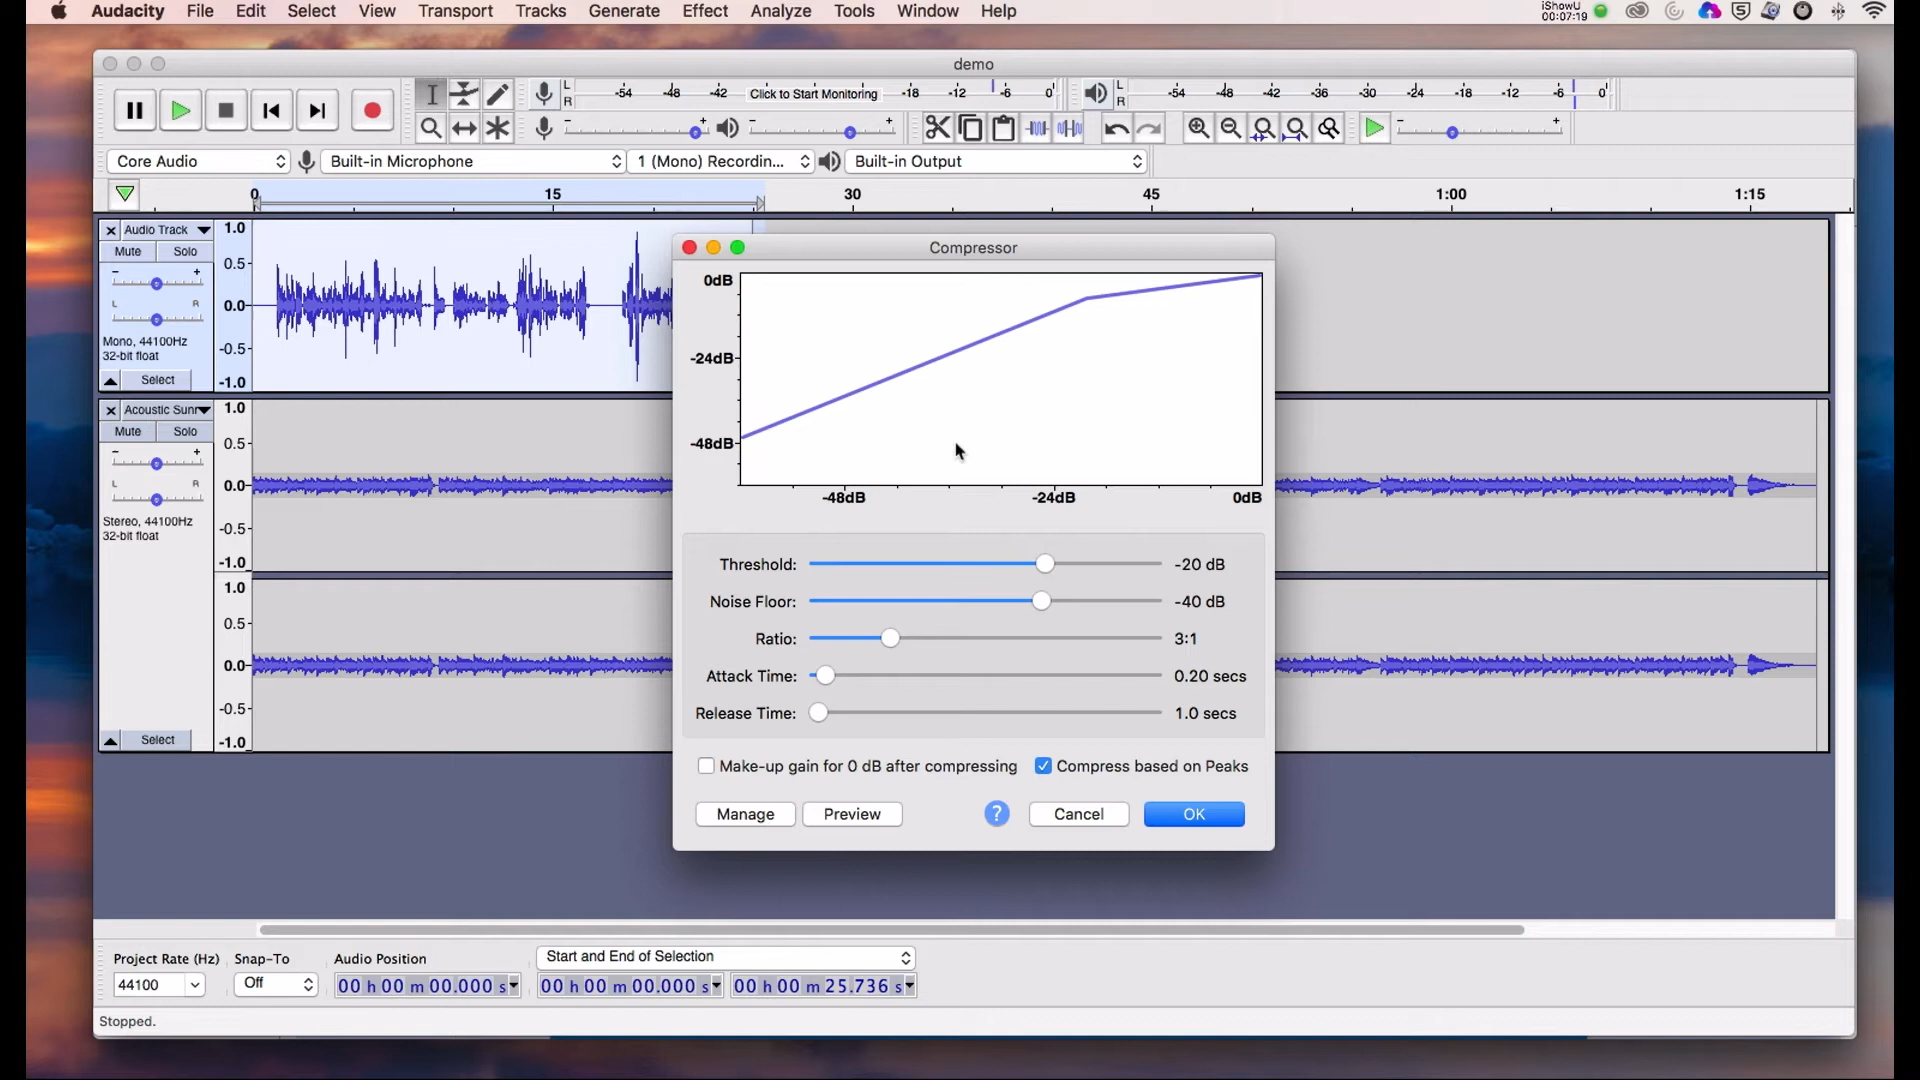 Audacity File Edit Select View Transport Tracks Generate Effect Analyze Tools Window Help
iShowU
00:07:19
demo
L
R
-54 -48 -42 Click to Start Monitoring -18 -12 -6 0
L
R
-54 -48 -42 -36 -30 -24 -18 -12 -6 0
Core Audio Built-in Microphone 1 (Mono) Recordin... Built-in Output
0 15 30 45 1:00 1:15
Audio Track
Mute Solo
- +
L R
Mono, 44100Hz
32-bit float
Select
1.0
0.5
0.0
-0.5
-1.0
Acoustic Sunr
Mute Solo
- +
L R
Stereo, 44100Hz
32-bit float
Select
1.0
0.5
0.0
-0.5
-1.0
1.0
0.5
0.0
-0.5
-1.0
Compressor
0dB
-24dB
-48dB
-48dB -24dB 0dB
Threshold: -20 dB
Noise Floor: -40 dB
Ratio: 3:1
Attack Time: 0.20 secs
Release Time: 1.0 secs
Make-up gain for 0 dB after compressing Compress based on Peaks
Manage Preview ? Cancel OK
Project Rate (Hz) Snap-To Audio Position Start and End of Selection
44100 Off 00 h 00 m 00.000 s 00 h 00 m 00.000 s 00 h 00 m 25.736 s
Stopped.